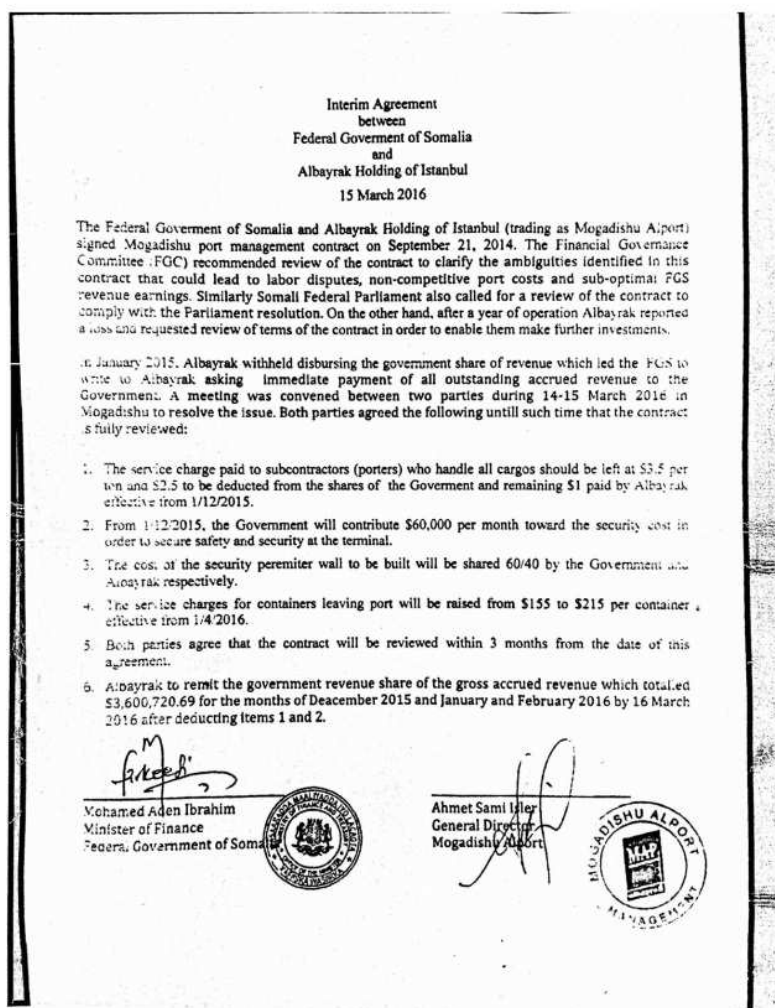 Interim Agreement
between
Federal Goverment of Somalia
and
Albayrak Holding of Istanbul
15 March 2016
The Federal Goverment of Somalia and Albayrak Holding of Istanbul (trading as Mogadishu Alport)
signed Mogadishu port management contract on September 21, 2014. The Financial Governance
Committee (FGC) recommended review of the contract to clarify the ambiguities identified in this
contract that could lead to labor disputes, non-competitive port costs and sub-optimal FGS
revenue earnings. Similarly Somali Federal Parliament also called for a review of the contract to
comply with the Parliament resolution. On the other hand, after a year of operation Albayrak reported
a loss and requested review of terms of the contract in order to enable them make further investments.
In January 2015, Albayrak withheld disbursing the government share of revenue which led the FGS to
write to Albayrak asking immediate payment of all outstanding accrued revenue to the
Government. A meeting was convened between two parties during 14-15 March 2016 in
Mogadishu to resolve the issue. Both parties agreed the following untill such time that the contract
is fully reviewed:
1. The service charge paid to subcontractors (porters) who handle all cargos should be left at $3.5 per
ton and $2.5 to be deducted from the shares of the Goverment and remaining $1 paid by Albayrak
effective from 1/12/2015.
2. From 1/12/2015, the Government will contribute $60,000 per month toward the security cost in
order to secure safety and security at the terminal.
3. The cost of the security peremiter wall to be built will be shared 60/40 by the Government and
Albayrak respectively.
4. The service charges for containers leaving port will be raised from $155 to $215 per container ,
effective from 1/4/2016.
5. Both parties agree that the contract will be reviewed within 3 months from the date of this
agreement.
6. Albayrak to remit the government revenue share of the gross accrued revenue which totalled
$3,600,720.69 for the months of Deacember 2015 and January and February 2016 by 16 March
2016 after deducting items 1 and 2.
Mohamed Aden Ibrahim
Minister of Finance
Federal Government of Soma
Ahmet Sami Isler
General Director
Mogadishu Alport
MOGADISHU ALPORT
MAP
MANAGEMENT